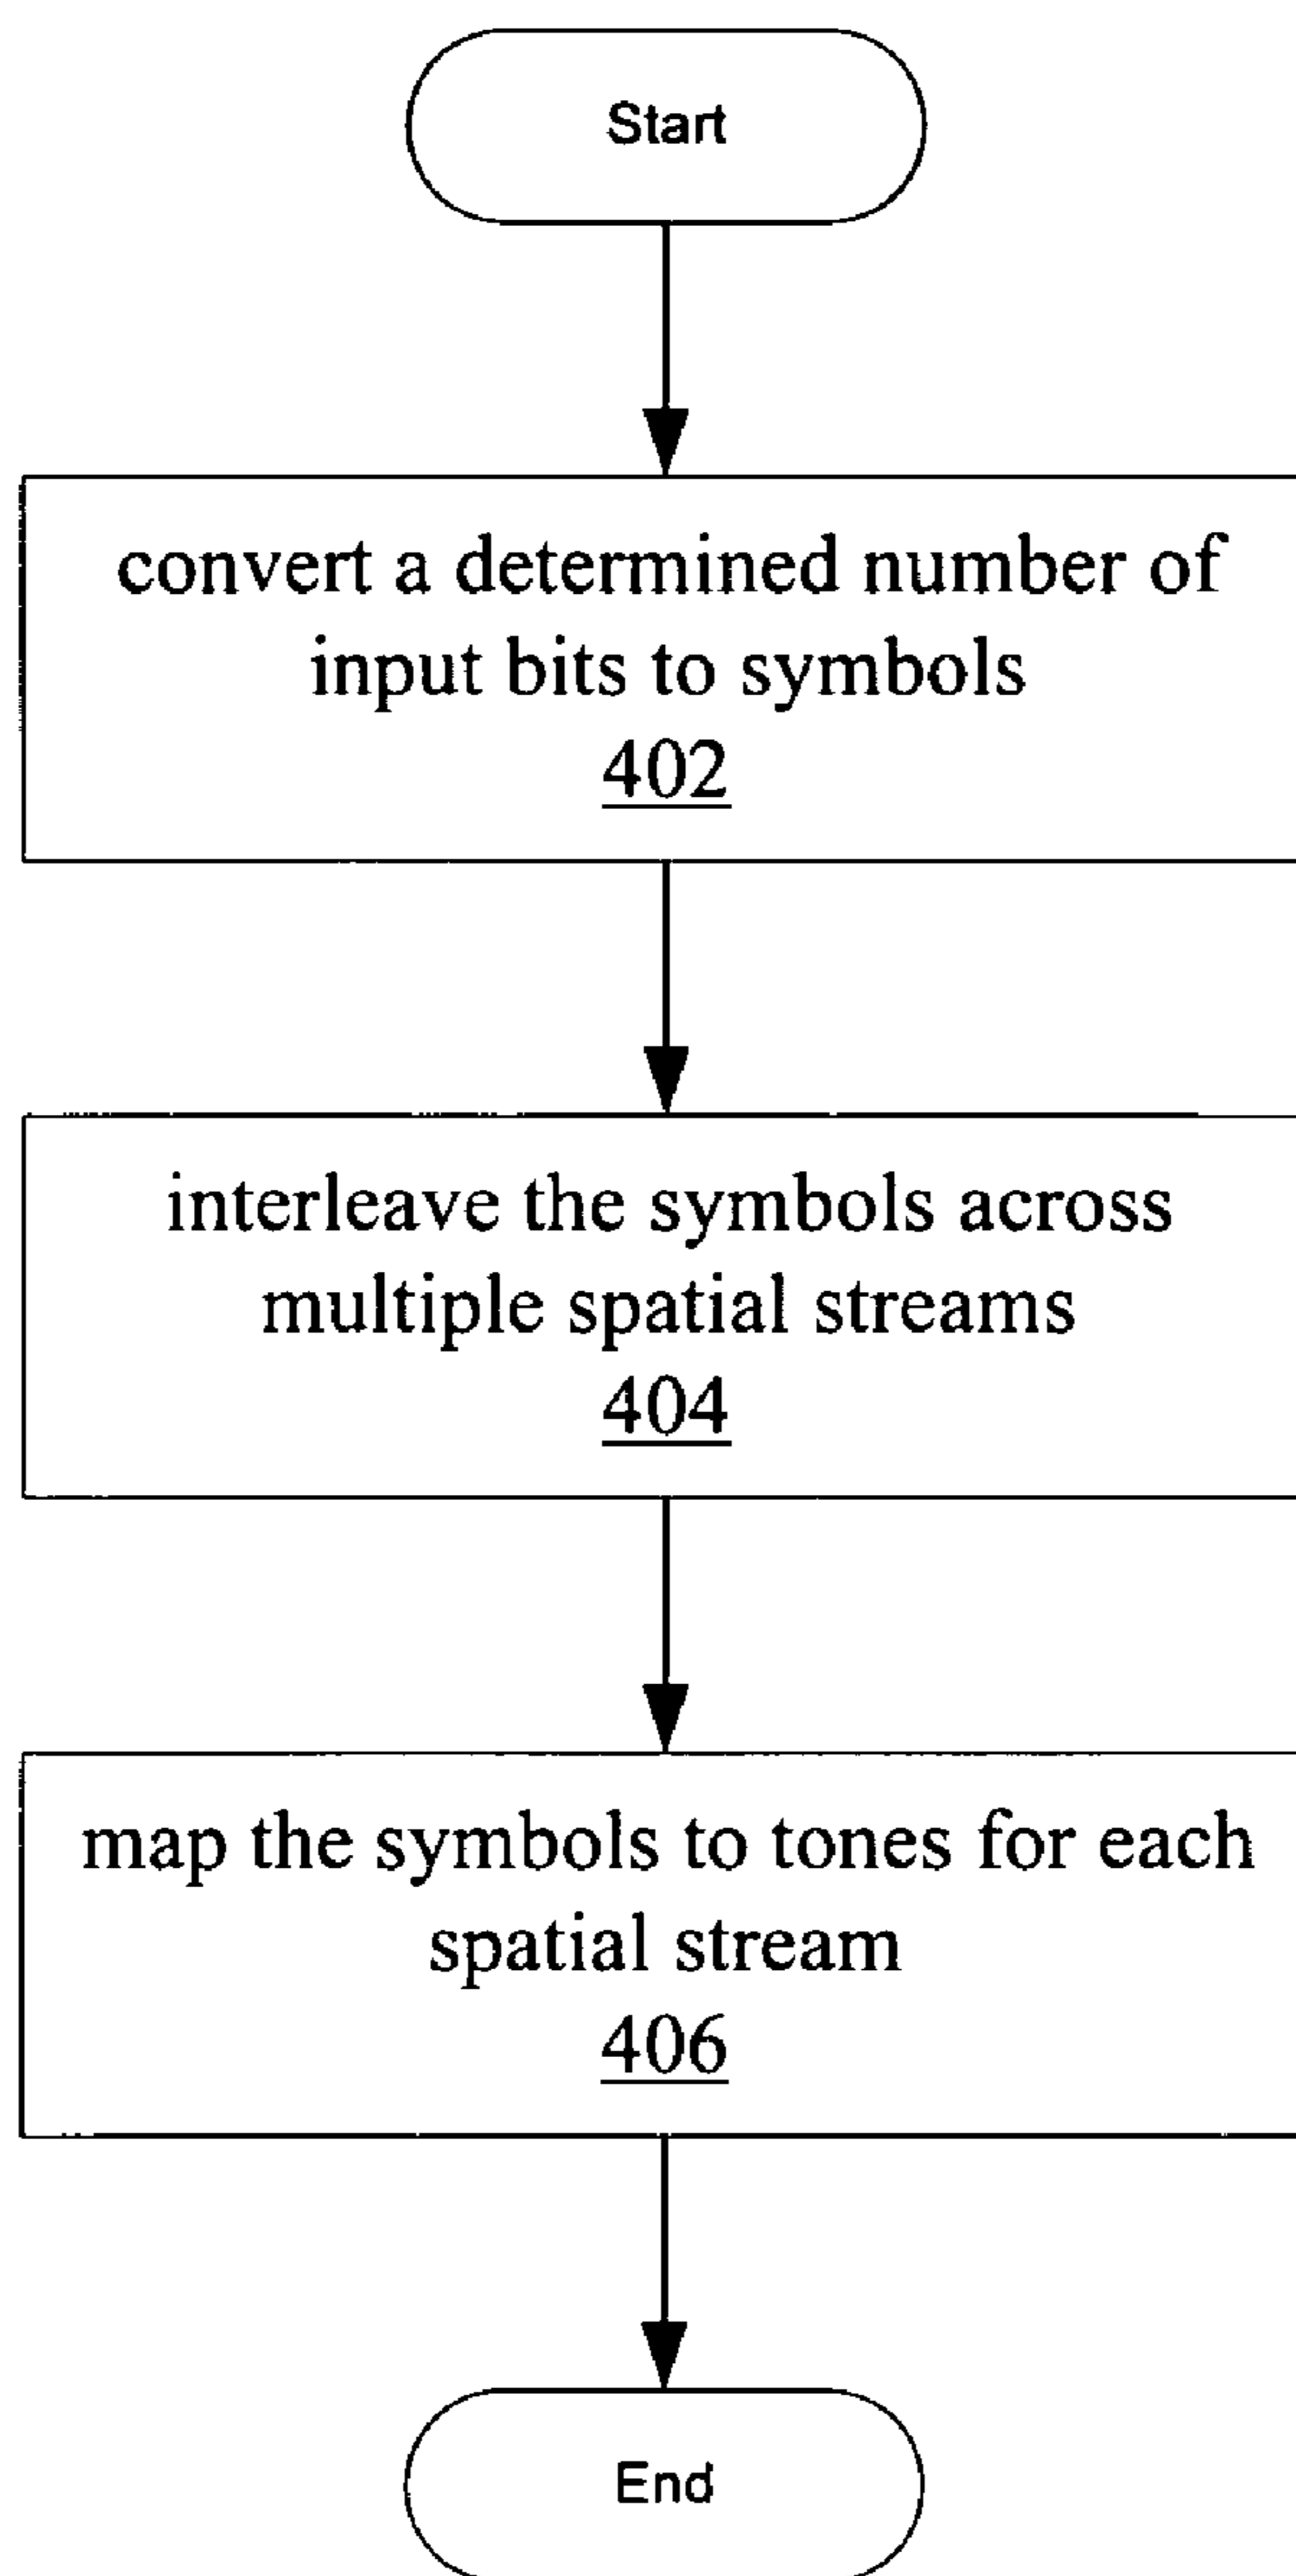 Start
convert a determined number of
input bits to symbols
402
interleave the symbols across
multiple spatial streams
404
map the symbols to tones for each
spatial stream
406
End